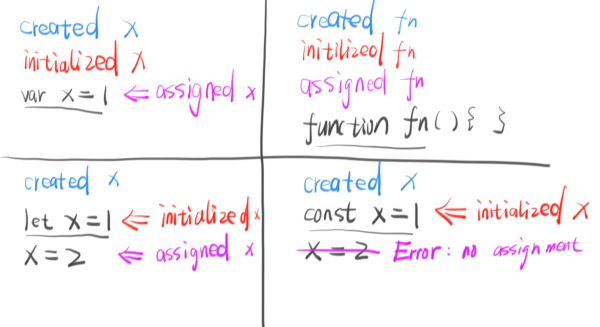 created x
initialized x
var x=1 ⇐ assigned x
created fn
initilized fn
assigned fn
function fn(){ }
created x
let x=1 ⇐ initialized x
x=2 ⇐ assigned x
created x
const x=1 ⇐ initialized x
x=2 Error: no assignment